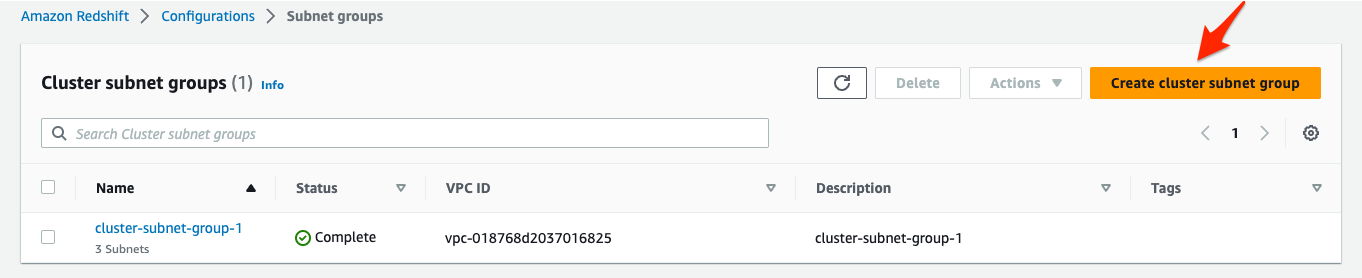 Amazon Redshift > Configurations > Subnet groups
Cluster subnet groups (1) Info
Delete
Actions
Create cluster subnet group
Search Cluster subnet groups
1
Name Status VPC ID Description Tags
cluster-subnet-group-1 Complete vpc-018768d2037016825 cluster-subnet-group-1
3 Subnets